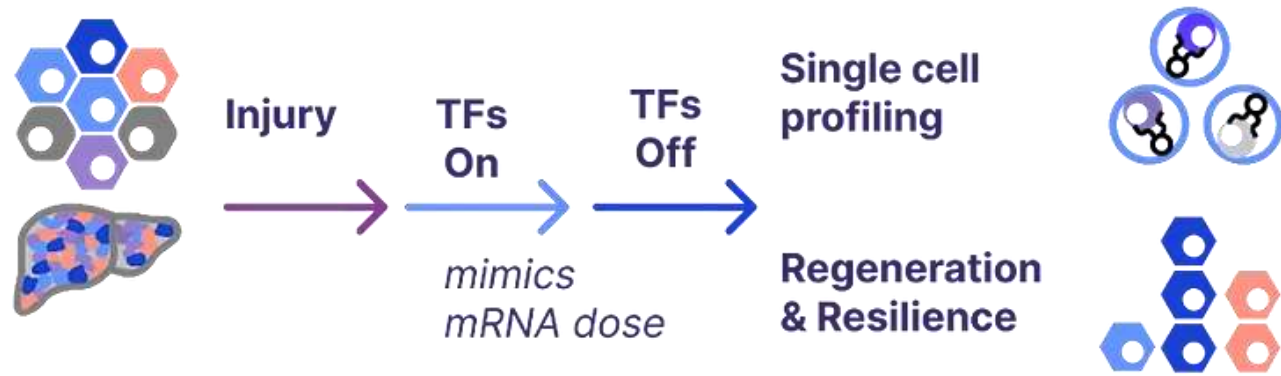 Injury
TFs
On
TFs
Off
mimics
mRNA dose
Single cell
profiling
Regeneration
& Resilience